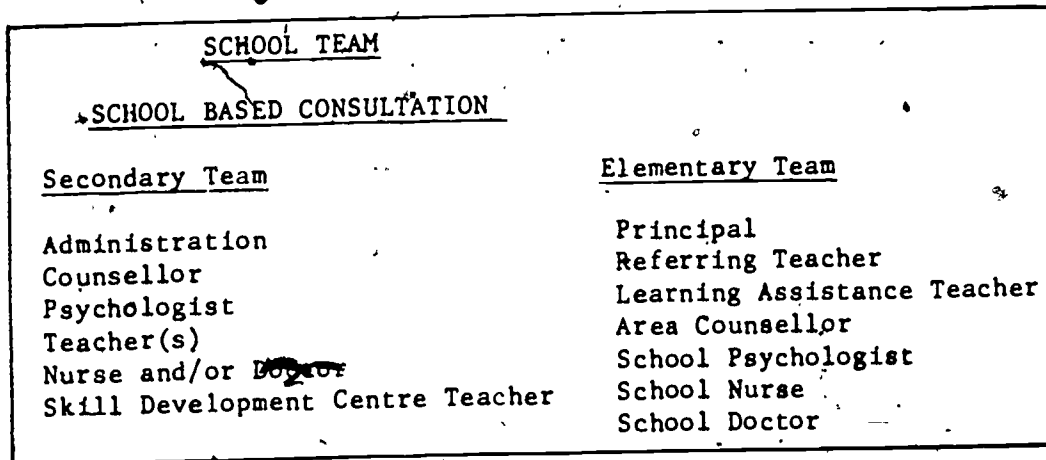 SCHOOL TEAM
SCHOOL BASED CONSULTATION
Secondary Team
Administration
Counsellor
Psychologist
Teacher(s)
Nurse and/or
Skill Development Centre Teacher
Elementary Team
Principal
Referring Teacher
Learning Assistance Teacher
Area Counsellor
School Psychologist
School Nurse
School Doctor